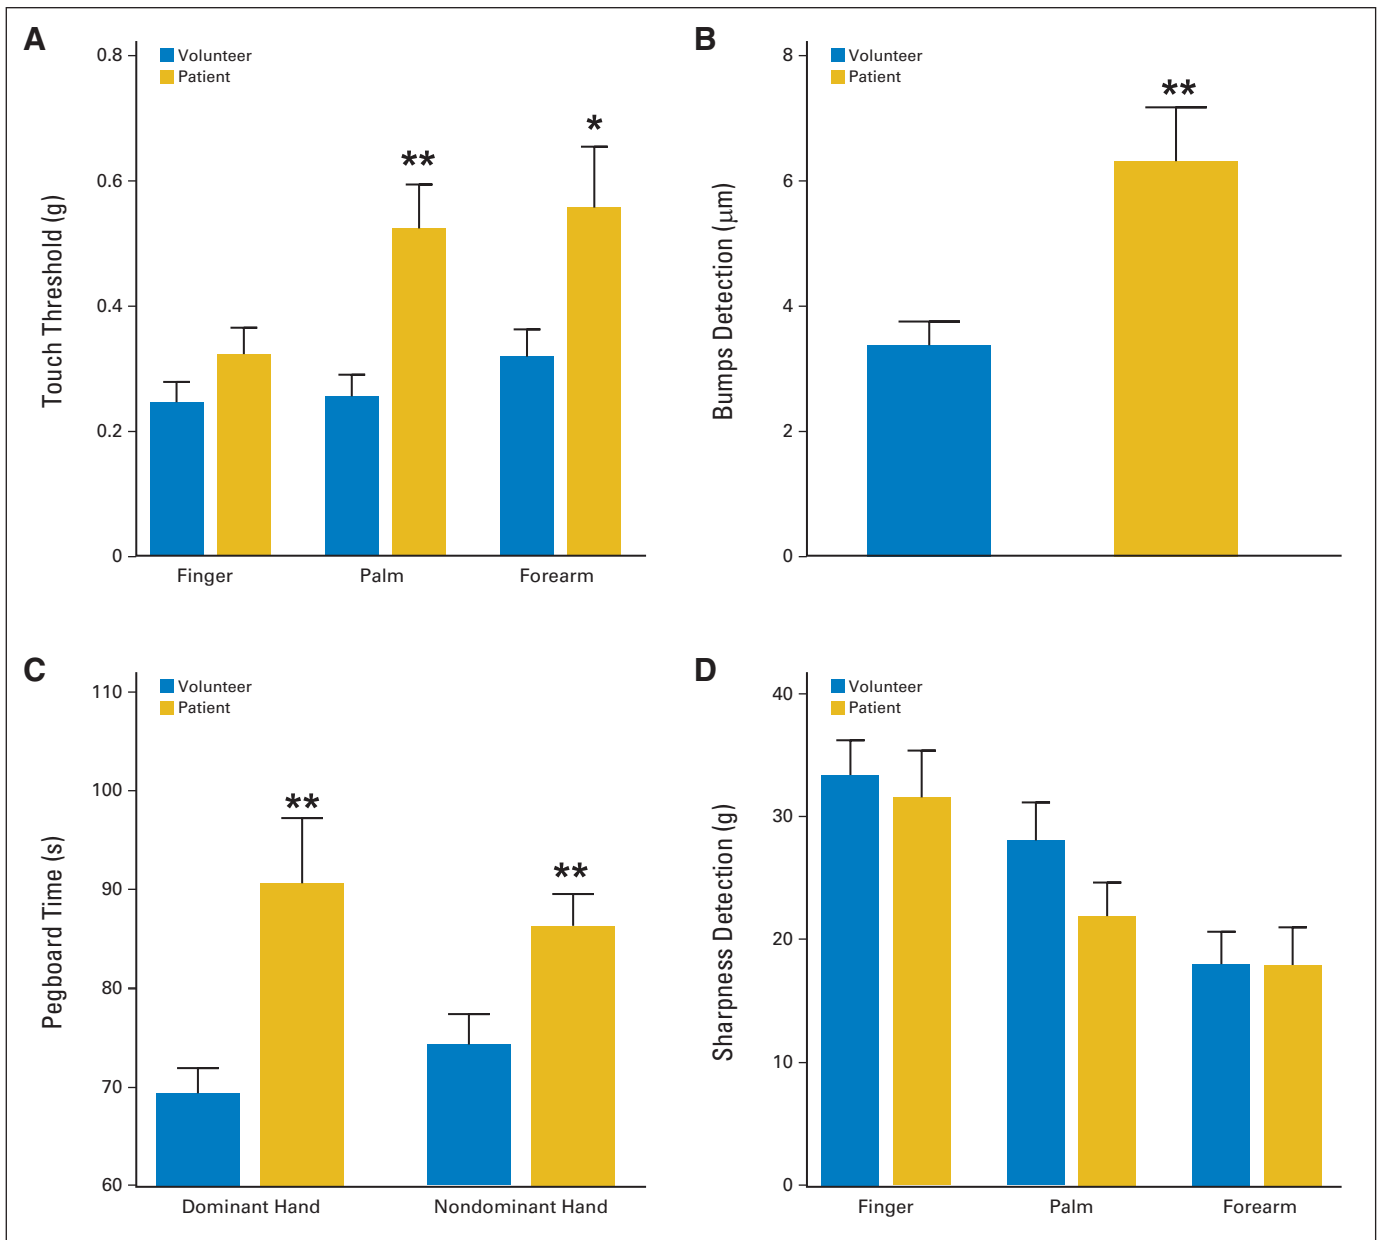 A
Volunteer
Patient
Touch Threshold (g)
0.8
0.6
0.4
0.2
0
**
*
Finger Palm Forearm
B
Volunteer
Patient
Bumps Detection (μm)
8
6
4
2
0
**
C
Volunteer
Patient
Pegboard Time (s)
110
100
90
80
70
60
**
**
Dominant Hand Nondominant Hand
D
Volunteer
Patient
Sharpness Detection (g)
40
30
20
10
0
Finger Palm Forearm